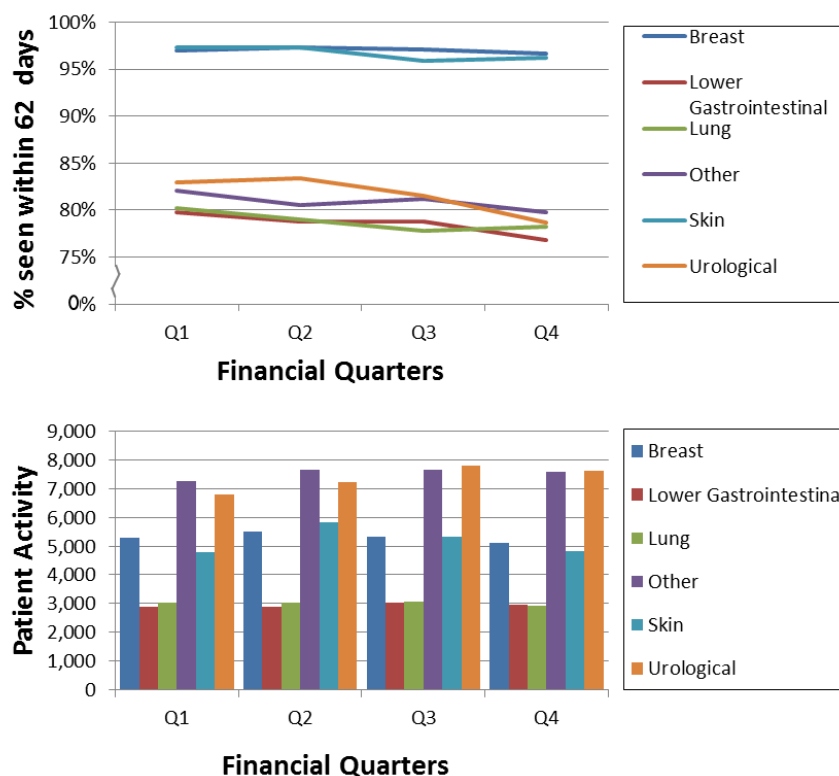 % seen within 62 days
100%
95%
90%
85%
80%
75%
0%
Q1 Q2 Q3 Q4
Financial Quarters
Breast
Lower
Gastrointestinal
Lung
Other
Skin
Urological
Patient Activity
9,000
8,000
7,000
6,000
5,000
4,000
3,000
2,000
1,000
0
Q1 Q2 Q3 Q4
Financial Quarters
Breast
Lower Gastrointestina
Lung
Other
Skin
Urological